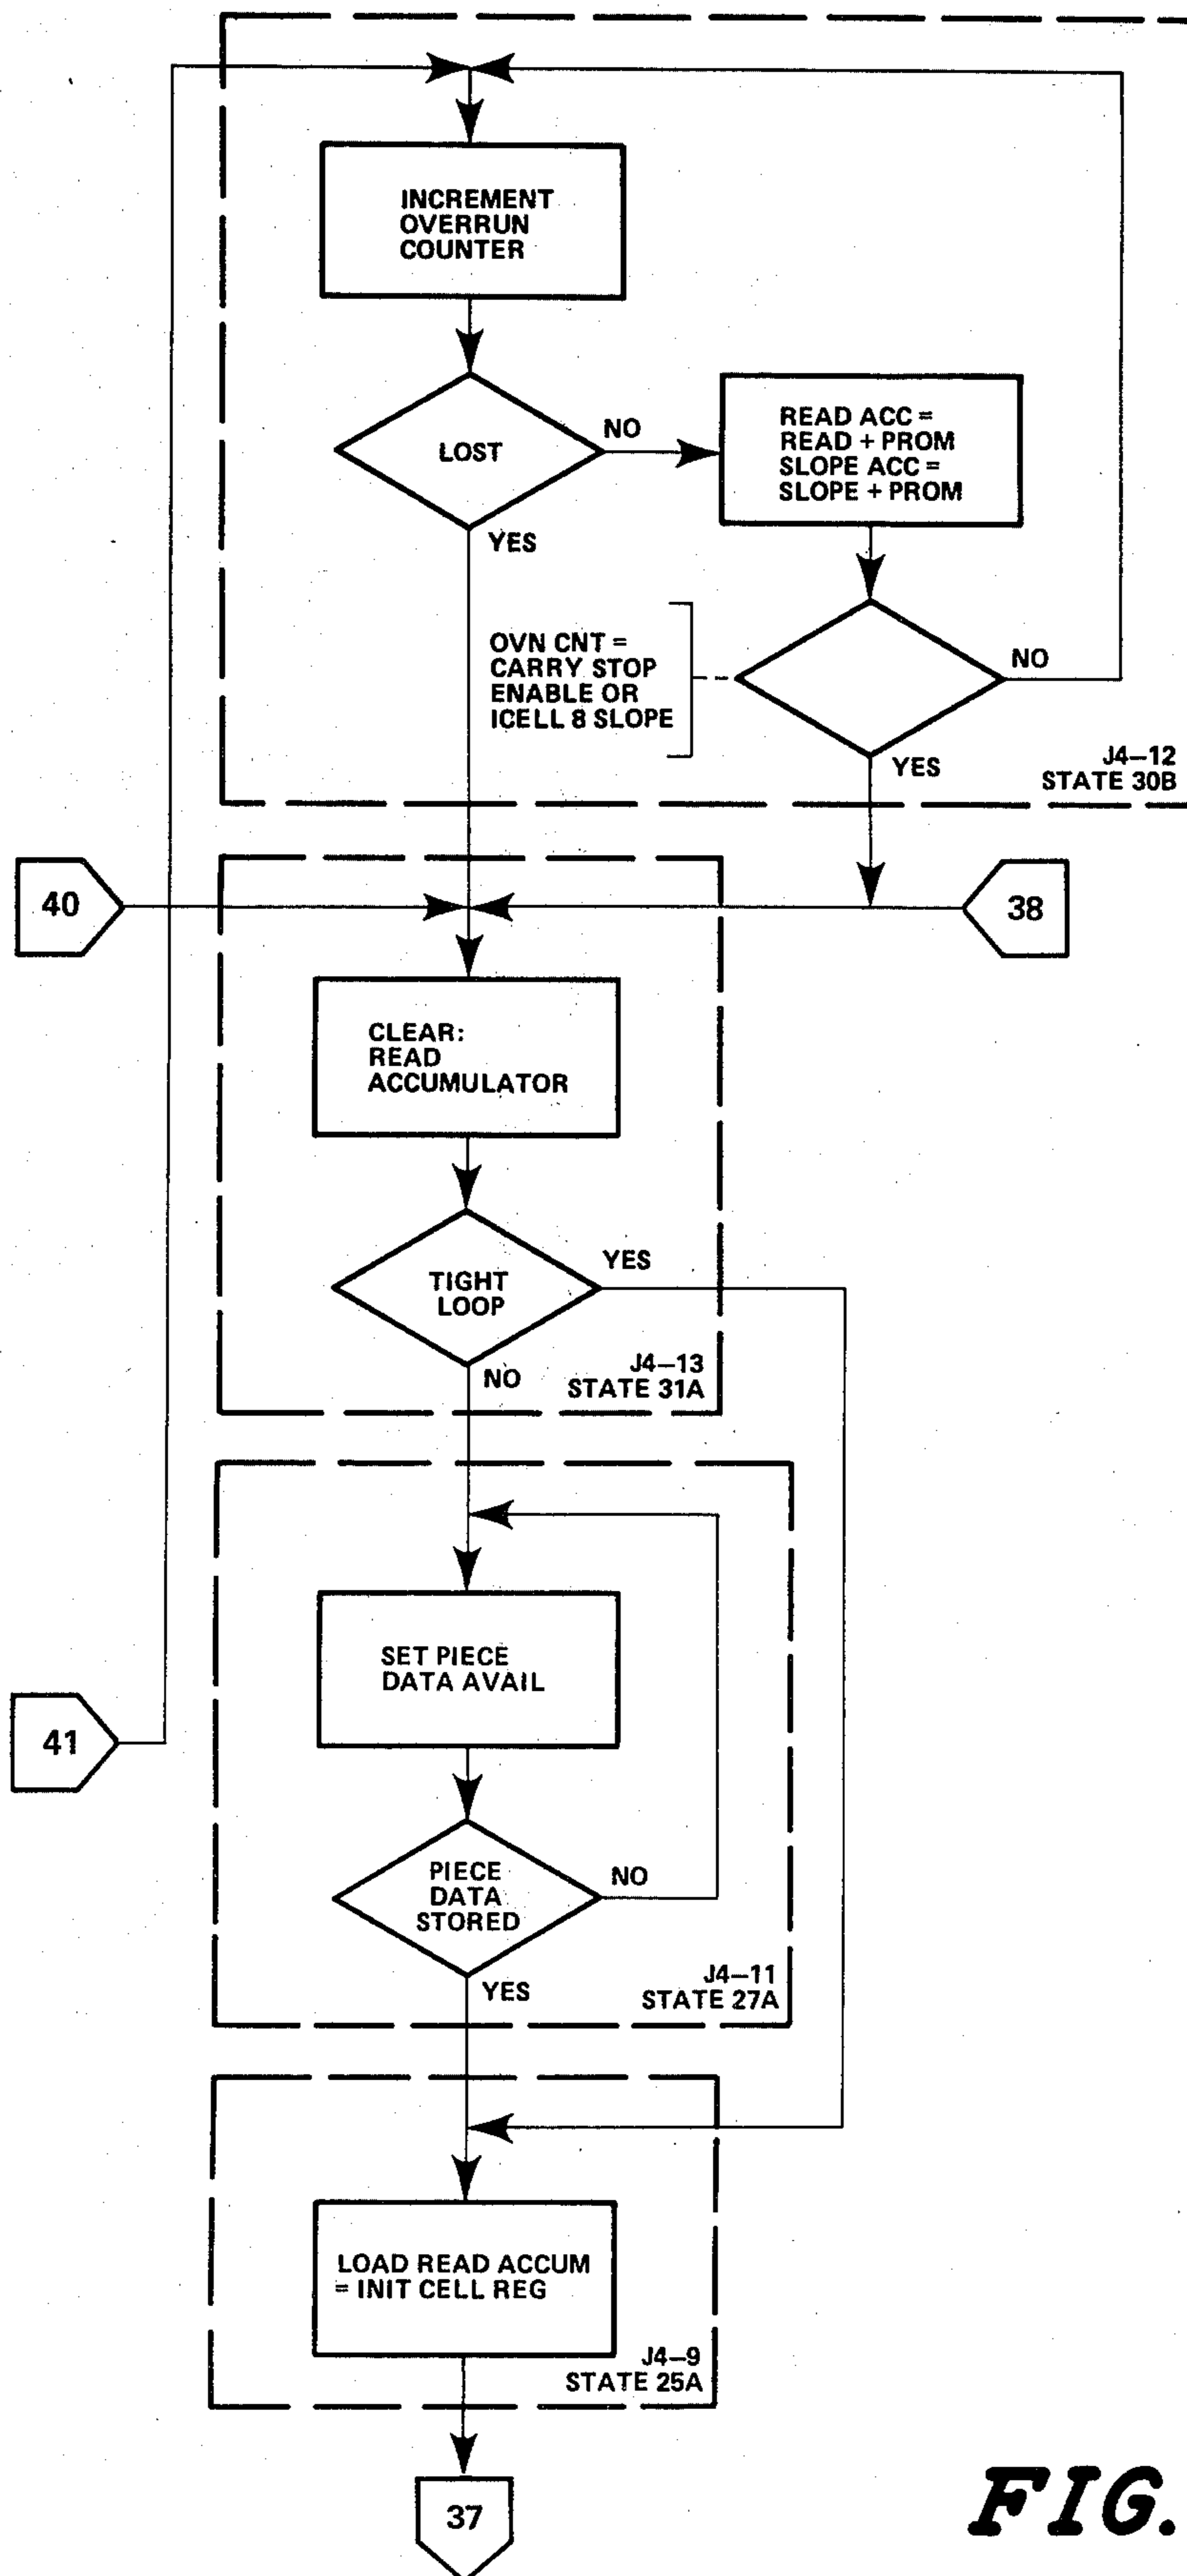 INCREMENT
OVERRUN
COUNTER
LOST
NO
YES
READ ACC =
READ + PROM
SLOPE ACC =
SLOPE + PROM
OVN CNT =
CARRY STOP
ENABLE OR
ICELL 8 SLOPE
NO
YES
J4–12
STATE 30B
40
38
CLEAR:
READ
ACCUMULATOR
TIGHT
LOOP
YES
NO
J4–13
STATE 31A
SET PIECE
DATA AVAIL
41
PIECE
DATA
STORED
NO
YES
J4–11
STATE 27A
LOAD READ ACCUM
= INIT CELL REG
J4–9
STATE 25A
37
FIG.